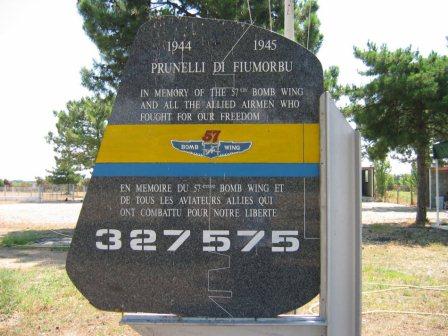 1944 1945
PRUNELLI DI FIUMORBU
IN MEMORY OF THE 57ème BOMB WING
AND ALL THE ALLIED AIRMEN WHO
FOUGHT FOR OUR FREEDOM
57
BOMB WING
EN MEMOIRE DU 57ème BOMB WING ET
DE TOUS LES AVIATEURS ALLIES QUI
ONT COMBATTU POUR NOTRE LIBERTE
327575